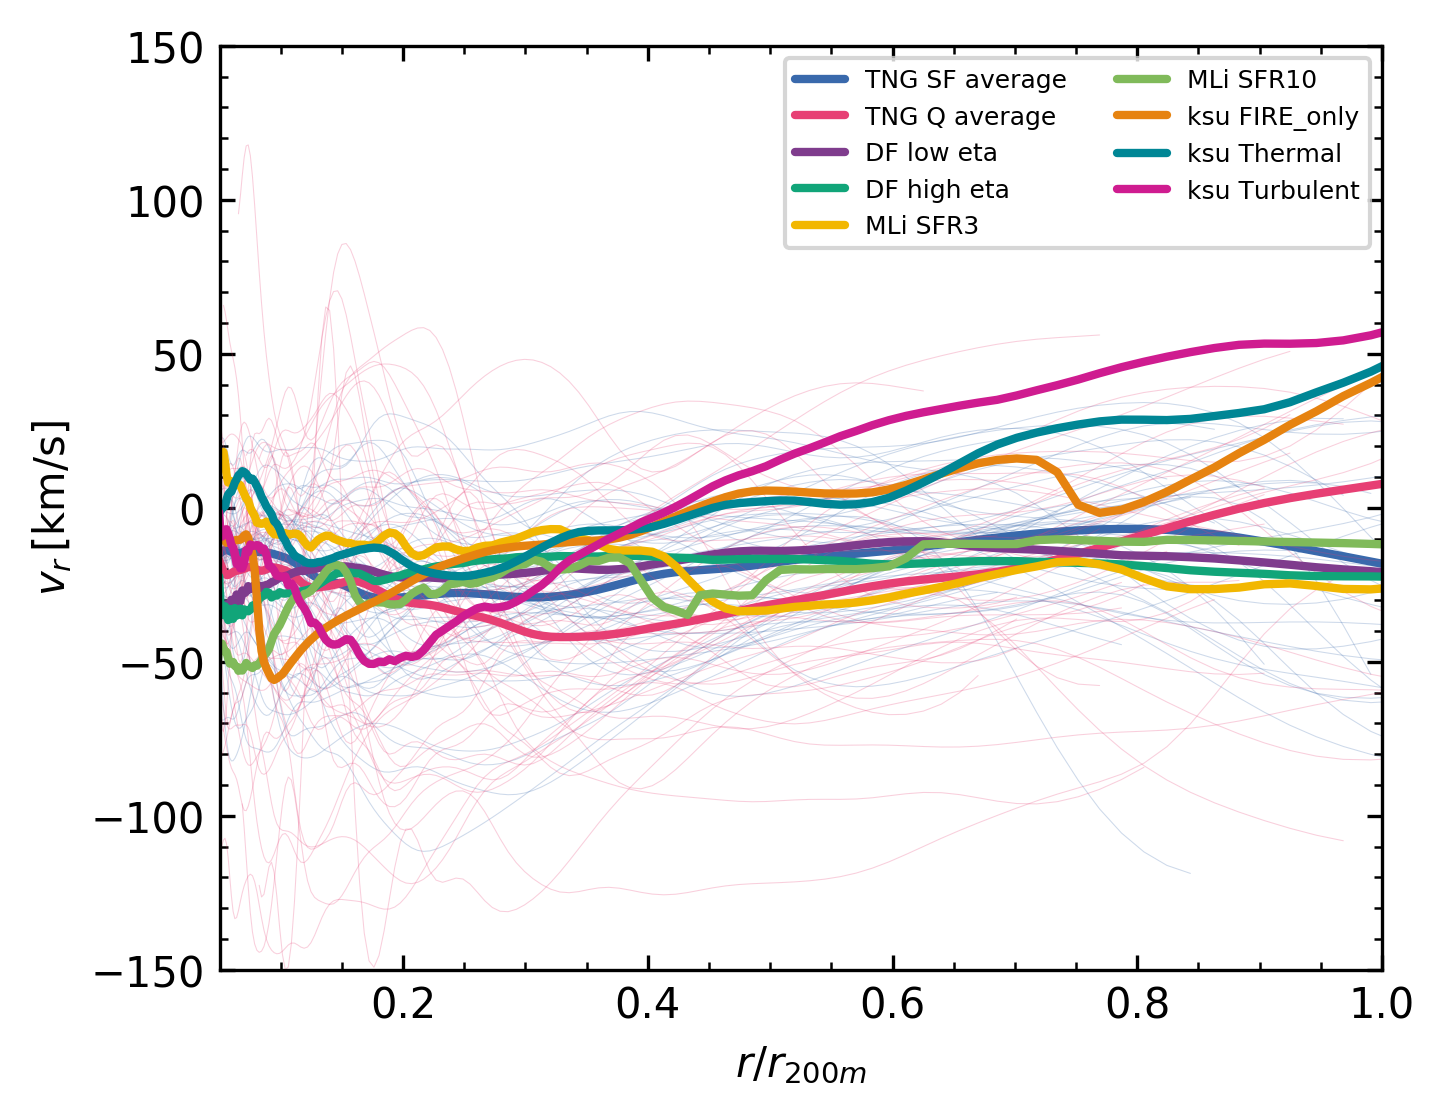 150
100
50
0
−50
−100
−150
v_r [km/s]
TNG SF average
TNG Q average
DF low eta
DF high eta
MLi SFR3
MLi SFR10
ksu FIRE_only
ksu Thermal
ksu Turbulent
0.2 0.4 0.6 0.8 1.0
r/r_{200m}